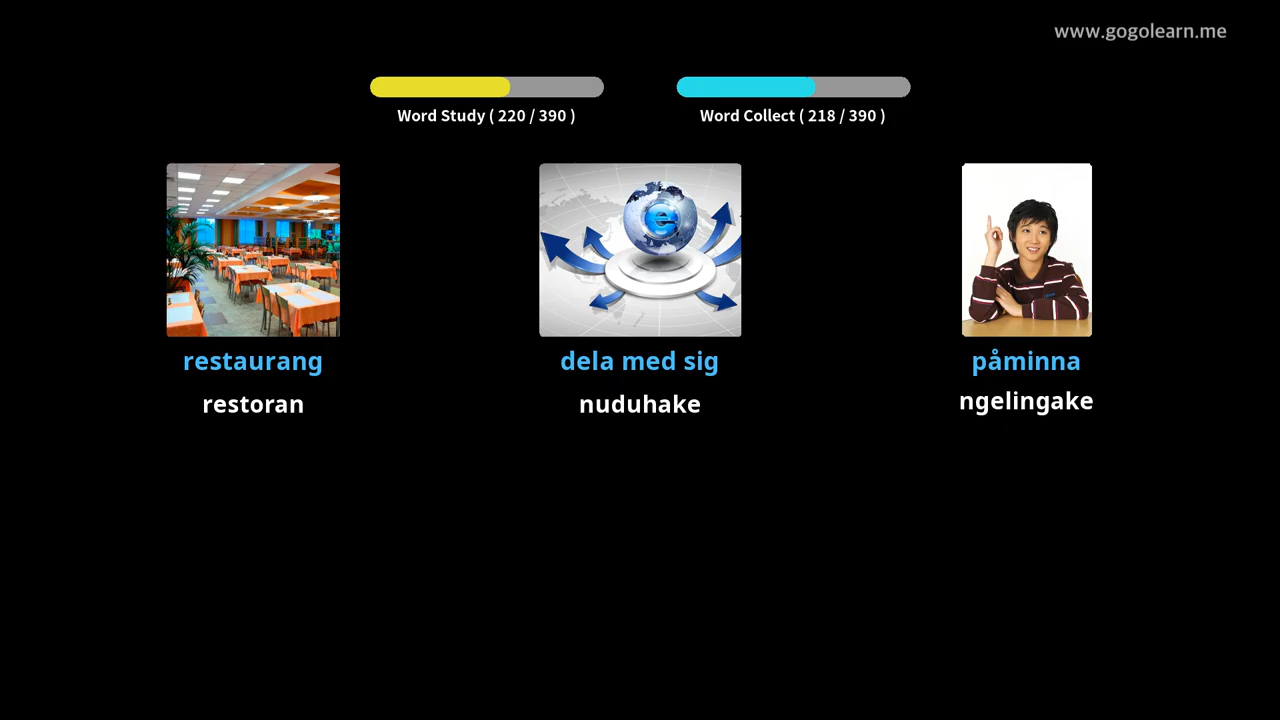 www.gogolearn.me
Word Study ( 220 / 390 )
Word Collect ( 218 / 390 )
restaurang
restoran
e
dela med sig
nuduhake
påminna
ngelingake